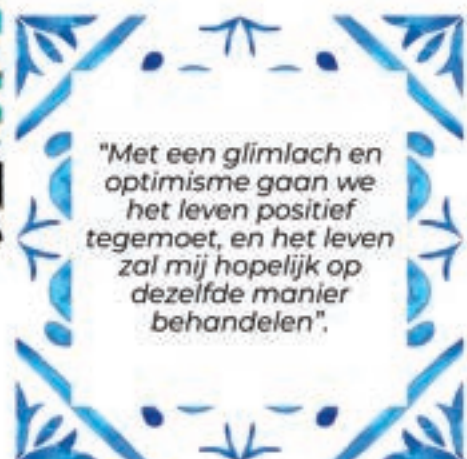 "Met een glimlach en
optimisme gaan we
het leven positief
tegemoet, en het leven
zal mij hopelijk op
dezelfde manier
behandelen".